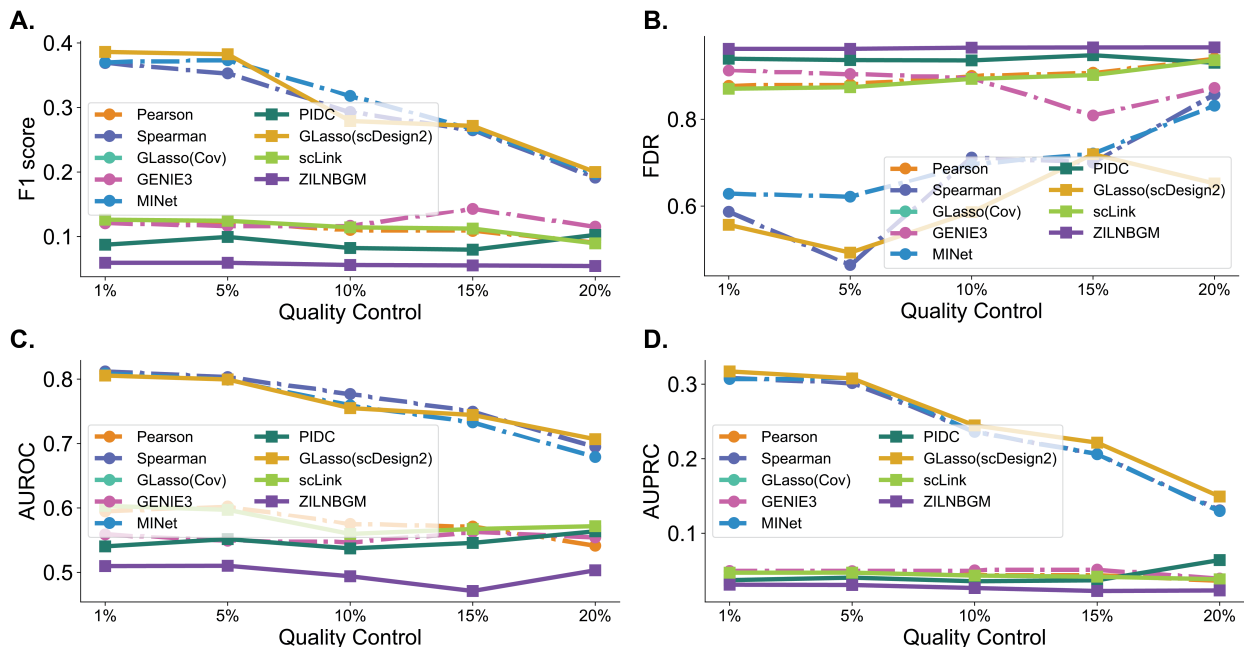 A.
F1 score
0.4
0.3
0.2
0.1
Pearson
Spearman
GLasso(Cov)
GENIE3
MINet
PIDC
GLasso(scDesign2)
scLink
ZILNBGM
1% 5% 10% 15% 20%
Quality Control
B.
FDR
0.8
0.6
Pearson
Spearman
GLasso(Cov)
GENIE3
MINet
PIDC
GLasso(scDesign2)
scLink
ZILNBGM
1% 5% 10% 15% 20%
Quality Control
C.
AUROC
0.8
0.7
0.6
0.5
Pearson
Spearman
GLasso(Cov)
GENIE3
MINet
PIDC
GLasso(scDesign2)
scLink
ZILNBGM
1% 5% 10% 15% 20%
Quality Control
D.
AUPRC
0.3
0.2
0.1
Pearson
Spearman
GLasso(Cov)
GENIE3
MINet
PIDC
GLasso(scDesign2)
scLink
ZILNBGM
1% 5% 10% 15% 20%
Quality Control